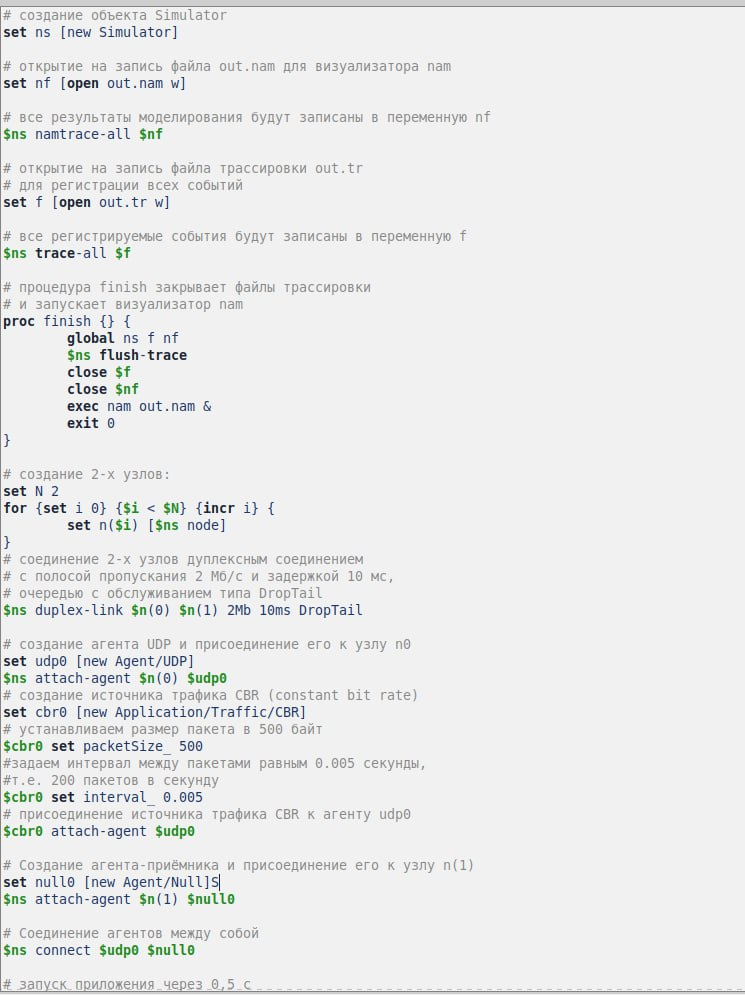 # создание объекта Simulator
set ns [new Simulator]
# открытие на запись файла out.nam для визуализатора nam
set nf [open out.nam w]
# все результаты моделирования будут записаны в переменную nf
$ns namtrace-all $nf
# открытие на запись файла трассировки out.tr
# для регистрации всех событий
set f [open out.tr w]
# все регистрируемые события будут записаны в переменную f
$ns trace-all $f
# процедура finish закрывает файлы трассировки
# и запускает визуализатор nam
proc finish {} {
global ns f nf
$ns flush-trace
close $f
close $nf
exec nam out.nam &
exit 0
}
# создание 2-х узлов:
set N 2
for {set i 0} {$i < $N} {incr i} {
set n($i) [$ns node]
}
# соединение 2-х узлов дуплексным соединением
# с полосой пропускания 2 Мб/с и задержкой 10 мс,
# очередью с обслуживанием типа DropTail
$ns duplex-link $n(0) $n(1) 2Mb 10ms DropTail
# создание агента UDP и присоединение его к узлу n0
set udp0 [new Agent/UDP]
$ns attach-agent $n(0) $udp0
# создание источника трафика CBR (constant bit rate)
set cbr0 [new Application/Traffic/CBR]
# устанавливаем размер пакета в 500 байт
$cbr0 set packetSize_ 500
#задаем интервал между пакетами равным 0.005 секунды,
#т.е. 200 пакетов в секунду
$cbr0 set interval_ 0.005
# присоединение источника трафика CBR к агенту udp0
$cbr0 attach-agent $udp0
# Создание агента-приёмника и присоединение его к узлу n(1)
set null0 [new Agent/Null]S
$ns attach-agent $n(1) $null0
# Соединение агентов между собой
$ns connect $udp0 $null0
# запуск приложения через 0,5 с